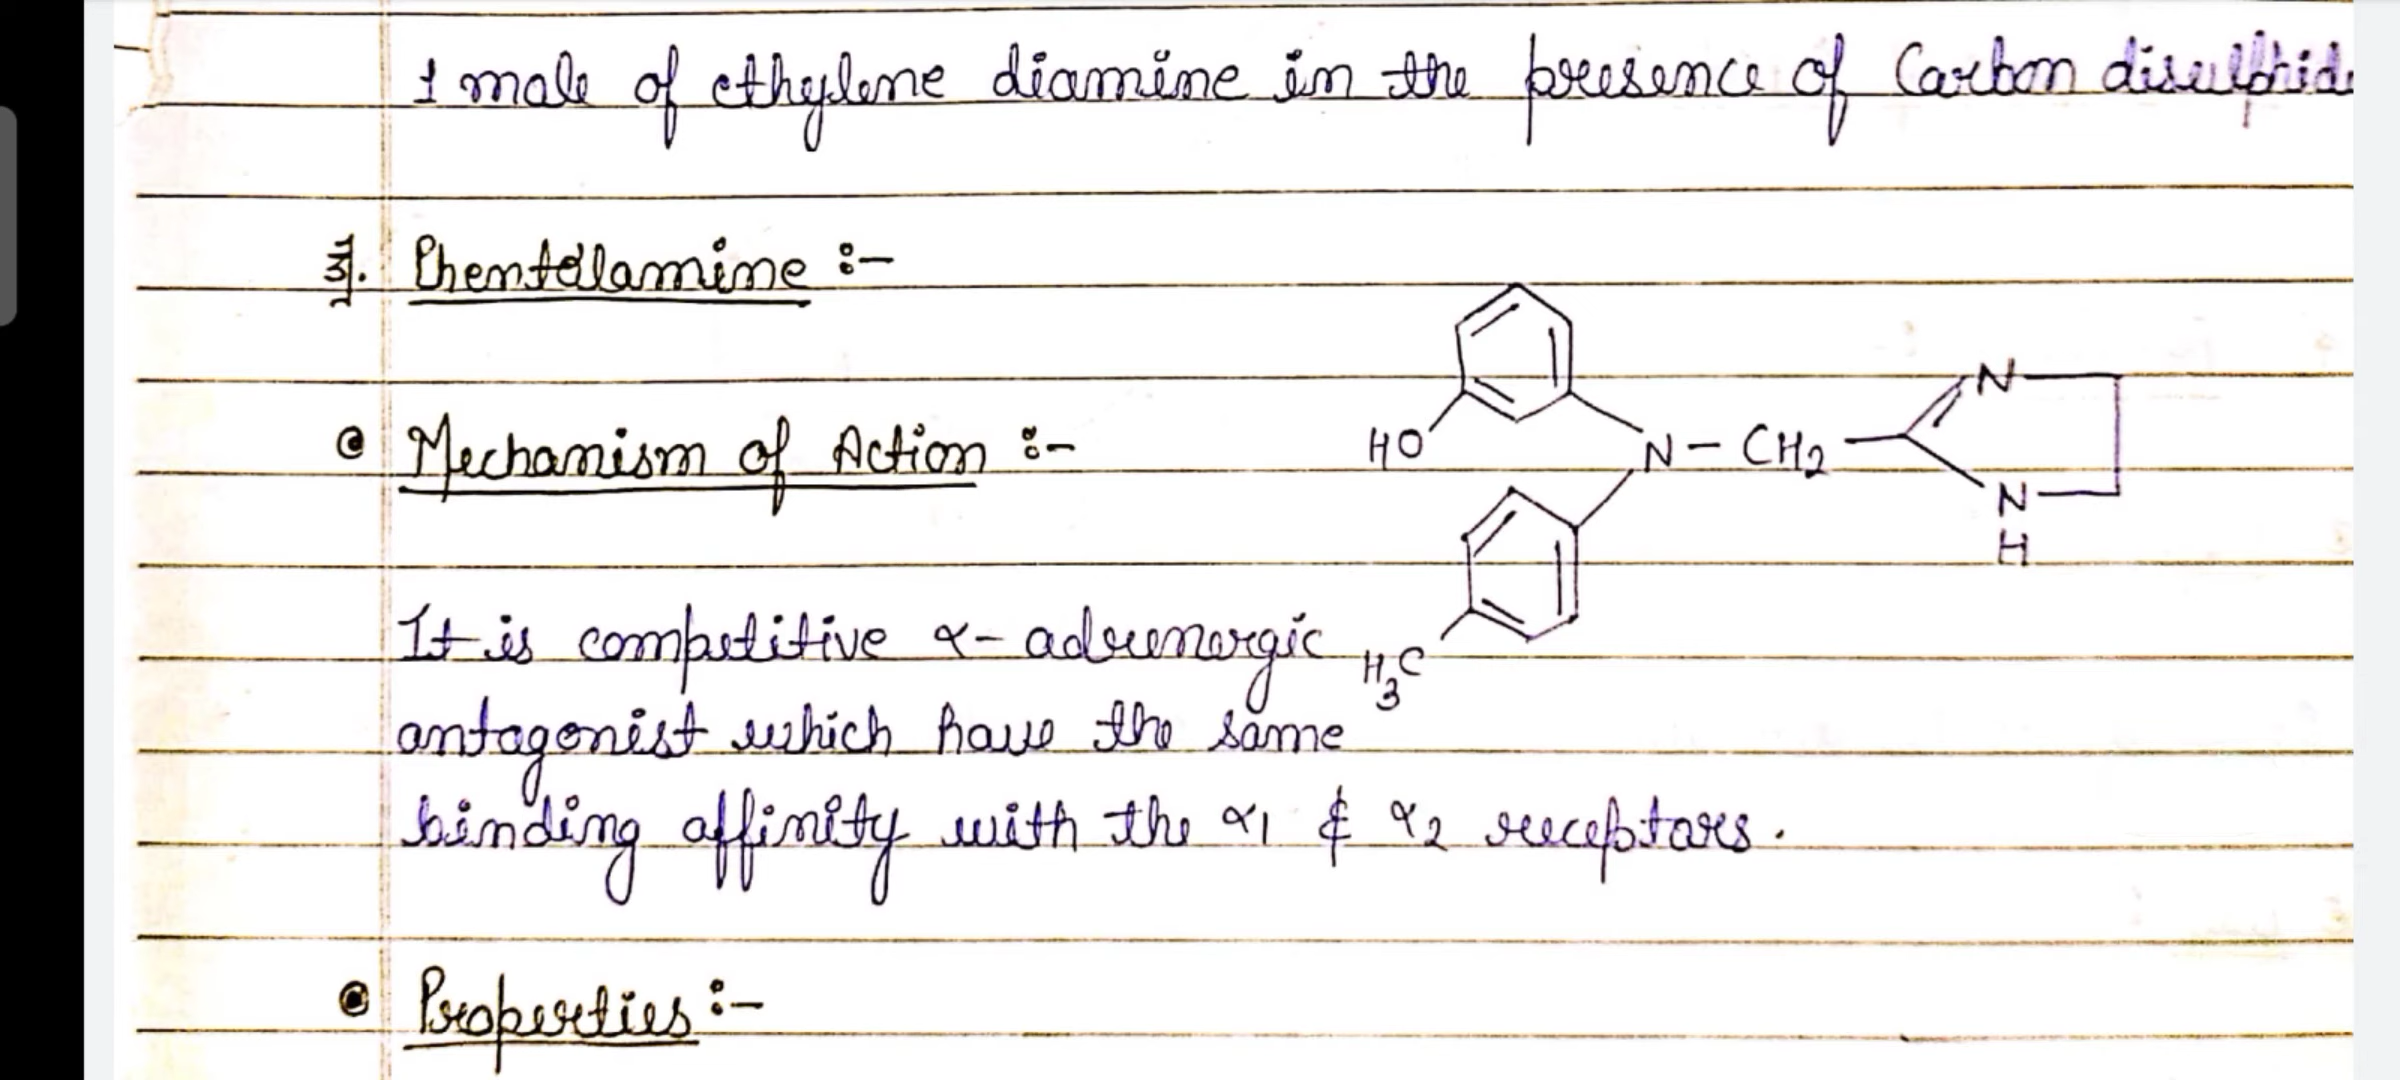 1 mole of ethylene diamine in the presence of Carbon disulphide
3. Phentolamine :-
Mechanism of Action :-
HO
N - CH2
N
N
H
H3C
It is competitive α- adrenergic
antagonist which have the same
binding affinity with the α1 & α2 receptors.
Properties :-